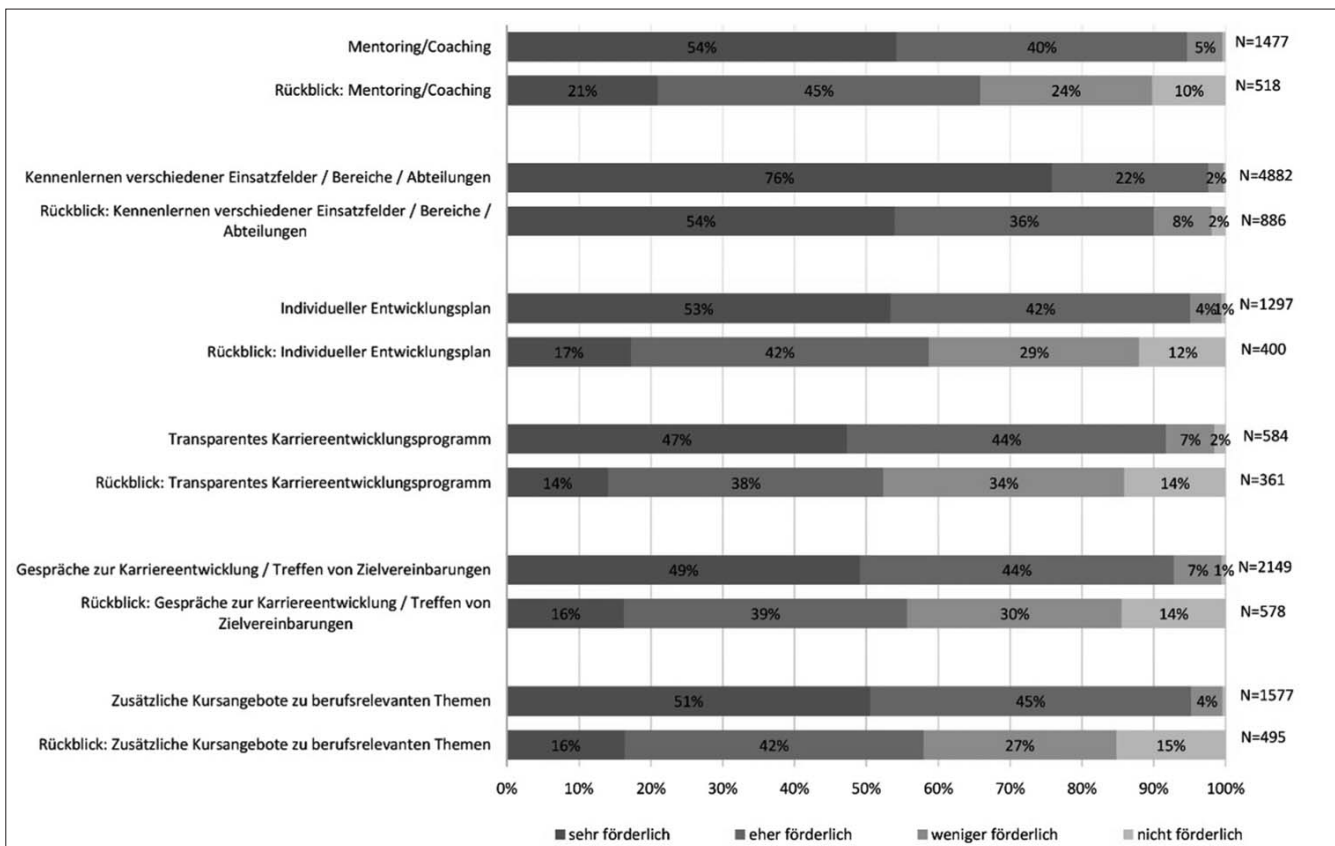 Mentoring/Coaching 54% 40% 5% N=1477
Rückblick: Mentoring/Coaching 21% 45% 24% 10% N=518
Kennenlernen verschiedener Einsatzfelder / Bereiche / Abteilungen 76% 22% 2% N=4882
Rückblick: Kennenlernen verschiedener Einsatzfelder / Bereiche /
Abteilungen 54% 36% 8% 2% N=886
Individueller Entwicklungsplan 53% 42% 4% 1% N=1297
Rückblick: Individueller Entwicklungsplan 17% 42% 29% 12% N=400
Transparentes Karriereentwicklungsprogramm 47% 44% 7% 2% N=584
Rückblick: Transparentes Karriereentwicklungsprogramm 14% 38% 34% 14% N=361
Gespräche zur Karriereentwicklung / Treffen von Zielvereinbarungen 49% 44% 7% 1% N=2149
Rückblick: Gespräche zur Karriereentwicklung / Treffen von
Zielvereinbarungen 16% 39% 30% 14% N=578
Zusätzliche Kursangebote zu berufsrelevanten Themen 51% 45% 4% N=1577
Rückblick: Zusätzliche Kursangebote zu berufsrelevanten Themen 16% 42% 27% 15% N=495
0% 10% 20% 30% 40% 50% 60% 70% 80% 90% 100%
sehr förderlich eher förderlich weniger förderlich nicht förderlich